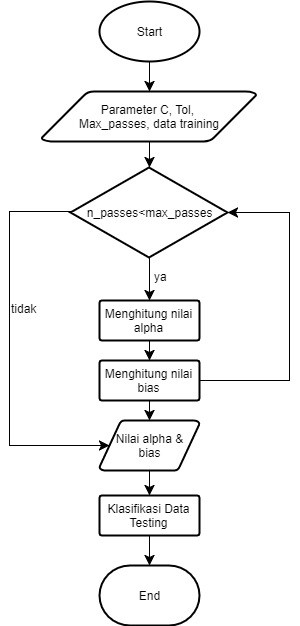 Start
Parameter C, Tol,
Max_passes, data training
n_passes<max_passes
ya
tidak
Menghitung nilai
alpha
Menghitung nilai
bias
Nilai alpha &
bias
Klasifikasi Data
Testing
End